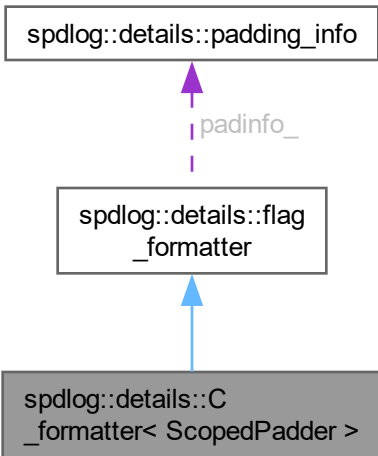 spdlog::details::padding_info
padinfo_
spdlog::details::flag
_formatter
spdlog::details::C
_formatter< ScopedPadder >